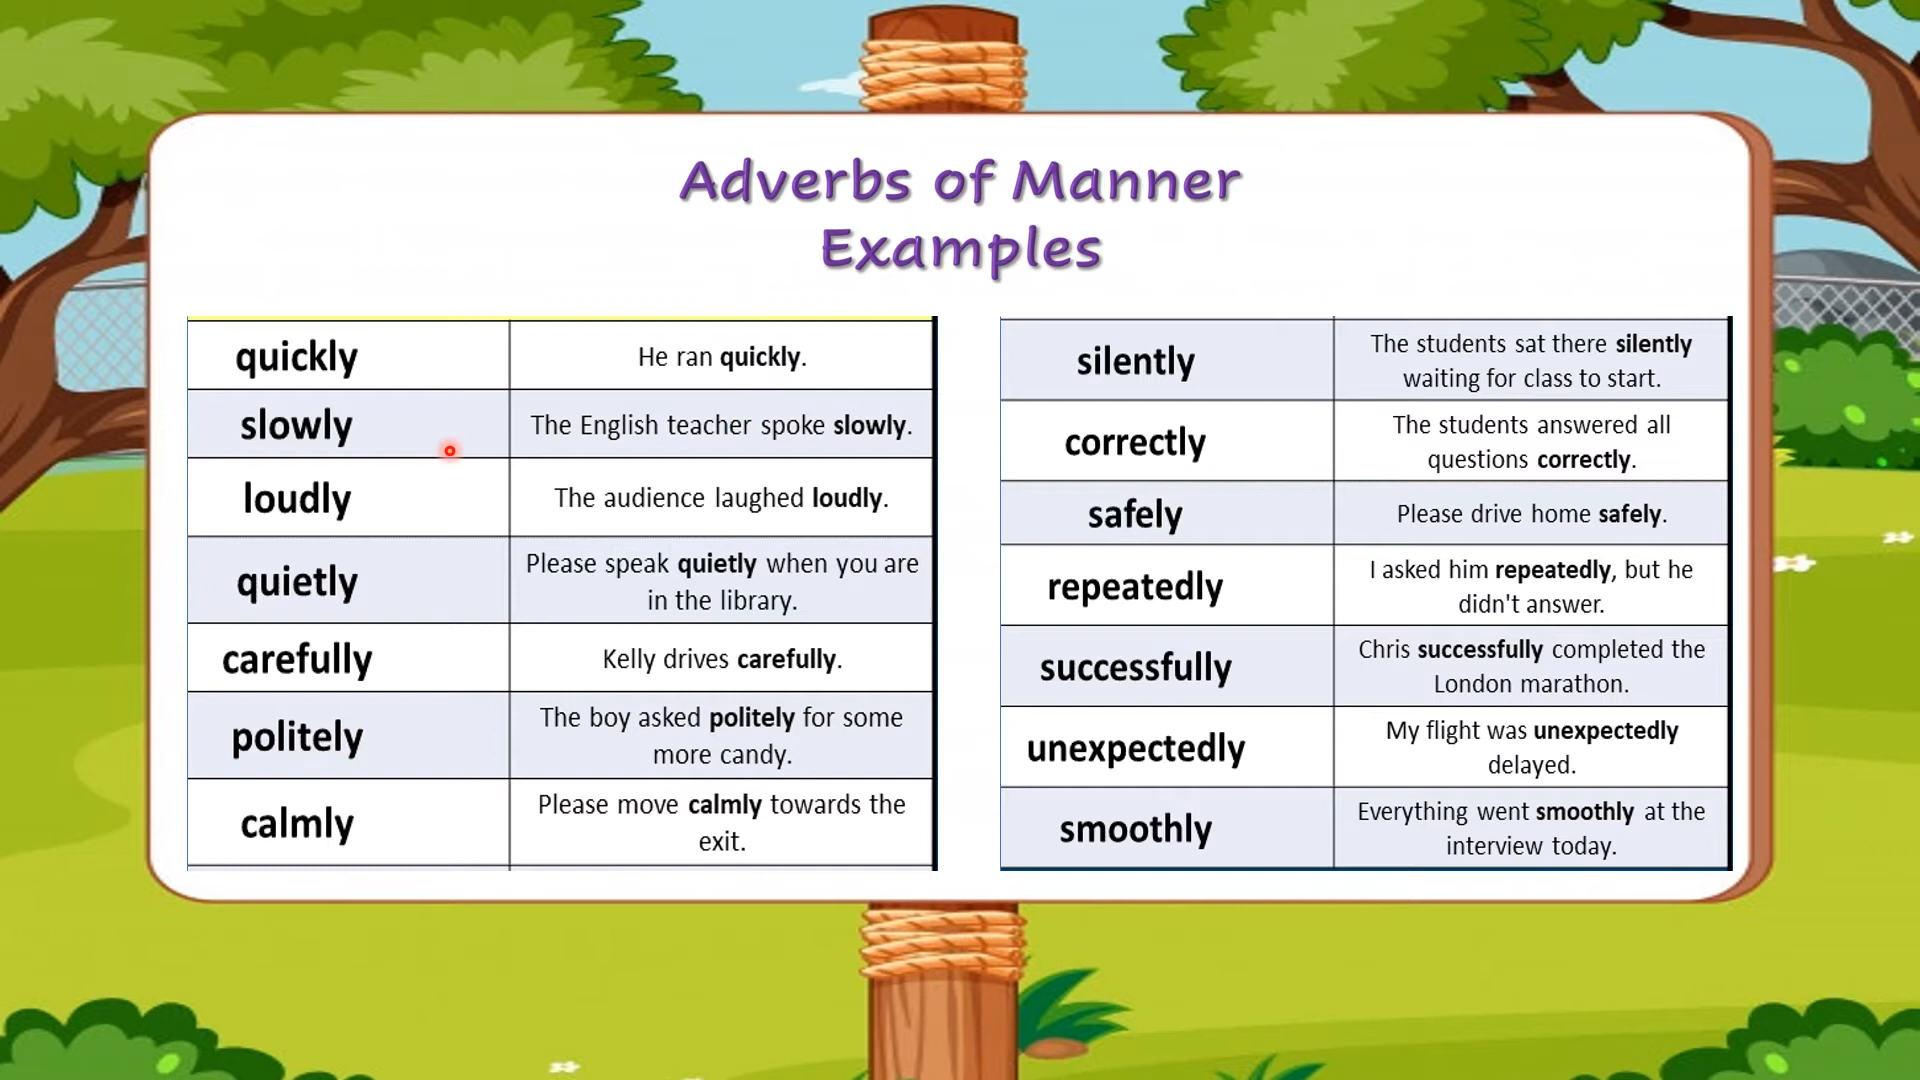 Adverbs of Manner
Examples
quickly
He ran quickly.
slowly
The English teacher spoke slowly.
loudly
The audience laughed loudly.
quietly
Please speak quietly when you are
in the library.
carefully
Kelly drives carefully.
politely
The boy asked politely for some
more candy.
calmly
Please move calmly towards the
exit.
silently
The students sat there silently
waiting for class to start.
correctly
The students answered all
questions correctly.
safely
Please drive home safely.
repeatedly
I asked him repeatedly, but he
didn't answer.
successfully
Chris successfully completed the
London marathon.
unexpectedly
My flight was unexpectedly
delayed.
smoothly
Everything went smoothly at the
interview today.